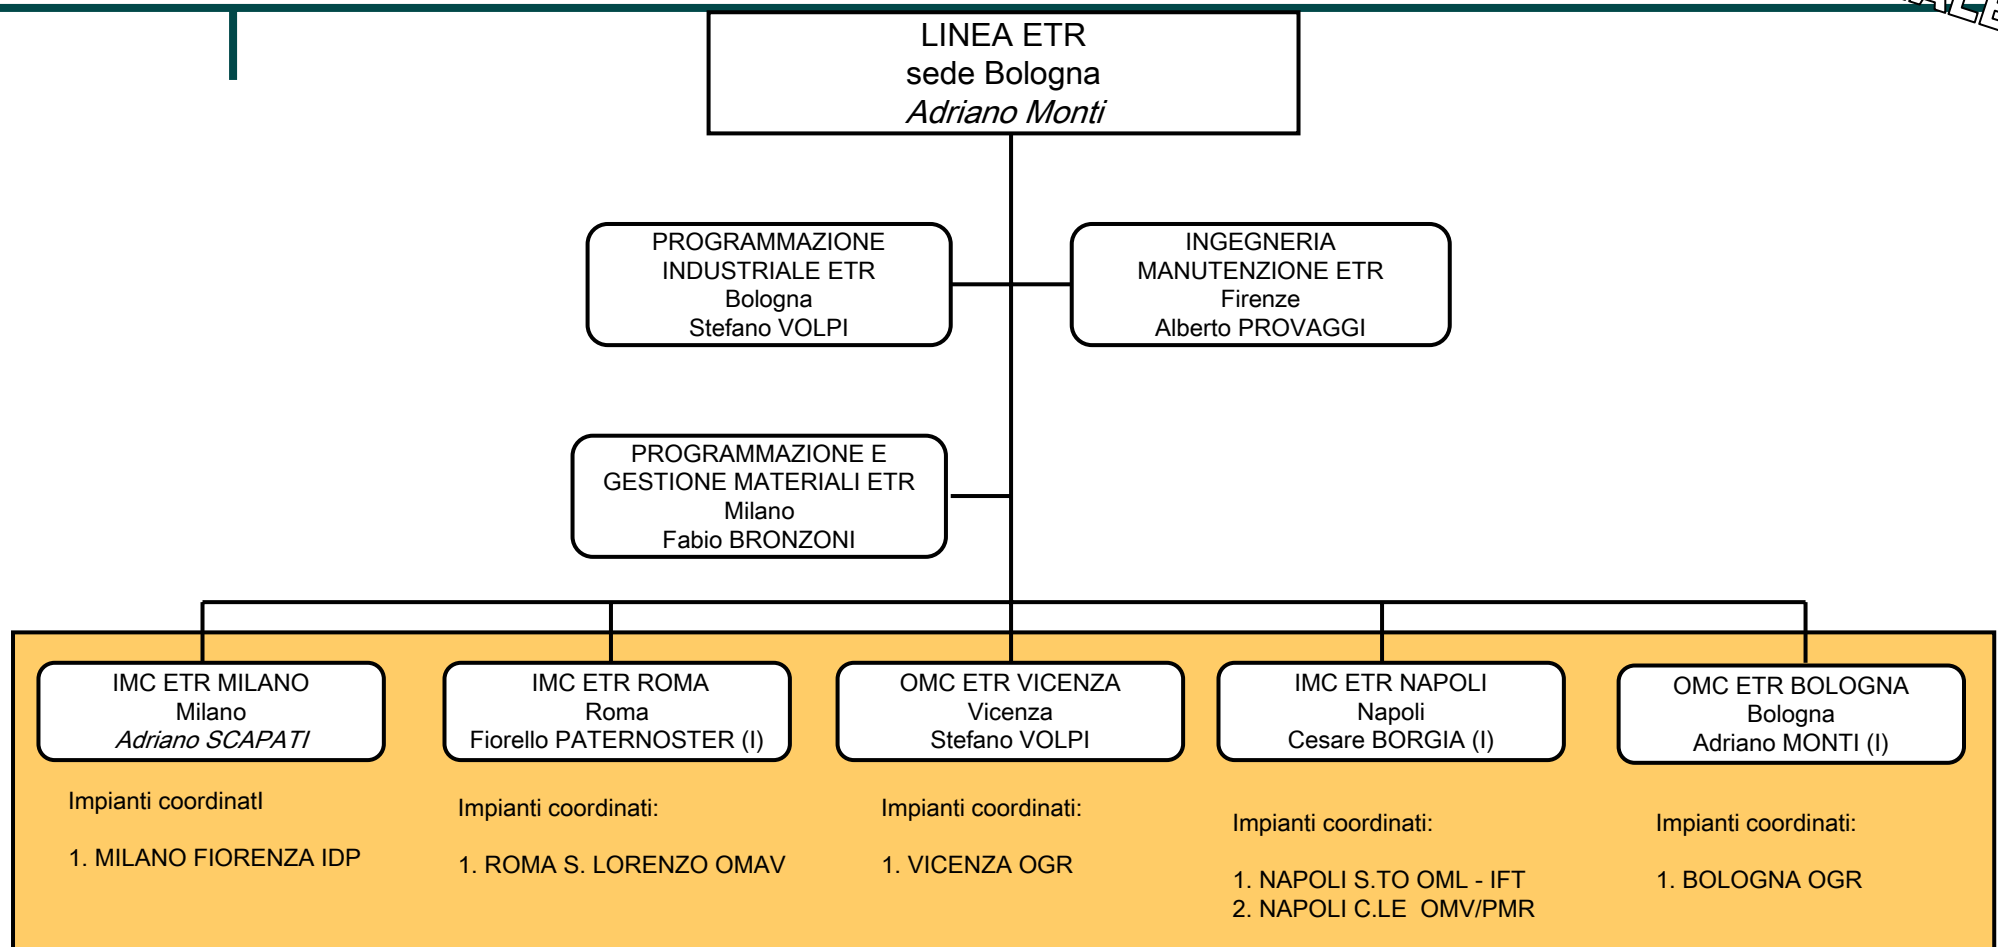 LINEA ETR
sede Bologna
Adriano Monti
PROGRAMMAZIONE
INDUSTRIALE ETR
Bologna
Stefano VOLPI
INGEGNERIA
MANUTENZIONE ETR
Firenze
Alberto PROVAGGI
PROGRAMMAZIONE E
GESTIONE MATERIALI ETR
Milano
Fabio BRONZONI
IMC ETR MILANO
Milano
Adriano SCAPATI
Impianti coordinatI
1. MILANO FIORENZA IDP
IMC ETR ROMA
Roma
Fiorello PATERNOSTER (I)
Impianti coordinati:
1. ROMA S. LORENZO OMAV
OMC ETR VICENZA
Vicenza
Stefano VOLPI
Impianti coordinati:
1. VICENZA OGR
IMC ETR NAPOLI
Napoli
Cesare BORGIA (I)
Impianti coordinati:
1. NAPOLI S.TO OML - IFT
2. NAPOLI C.LE  OMV/PMR
OMC ETR BOLOGNA
Bologna
Adriano MONTI (I)
Impianti coordinati:
1. BOLOGNA OGR